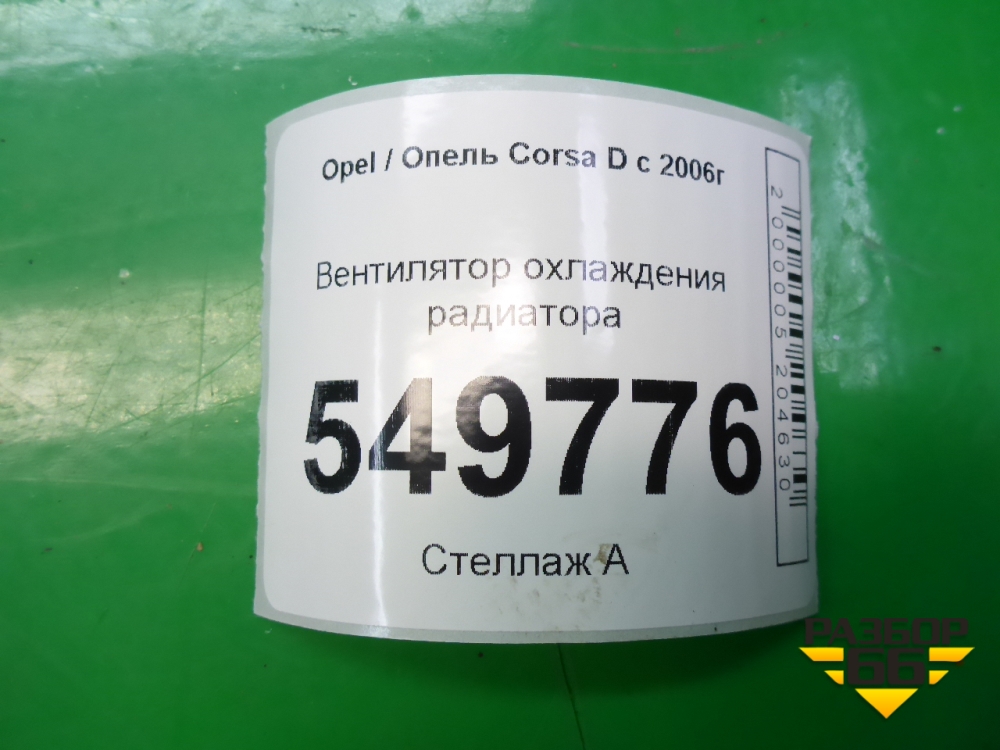 Opel / Опель Corsa D с 2006г
Вентилятор охлаждения
радиатора
549776
Стеллаж А
2000005204630
РАЗБОР
66